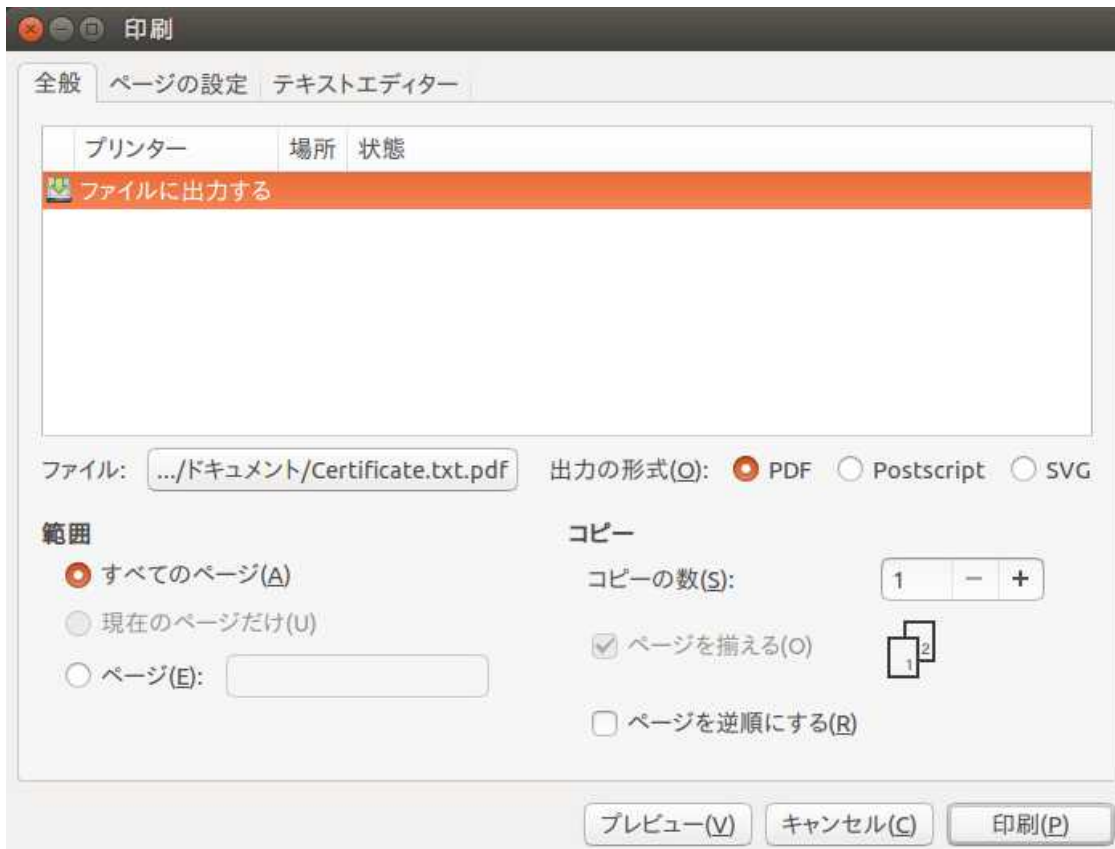 印刷
全般 ページの設定 テキストエディター
プリンター 場所 状態
ファイルに出力する
ファイル: .../ドキュメント/Certificate.txt.pdf 出力の形式(O): PDF Postscript SVG
範囲 コピー
すべてのページ(A) コピーの数(S): 1 − +
現在のページだけ(U) ページを揃える(O) 1 2
ページ(E):
ページを逆順にする(R)
プレビュー(V) キャンセル(C) 印刷(P)